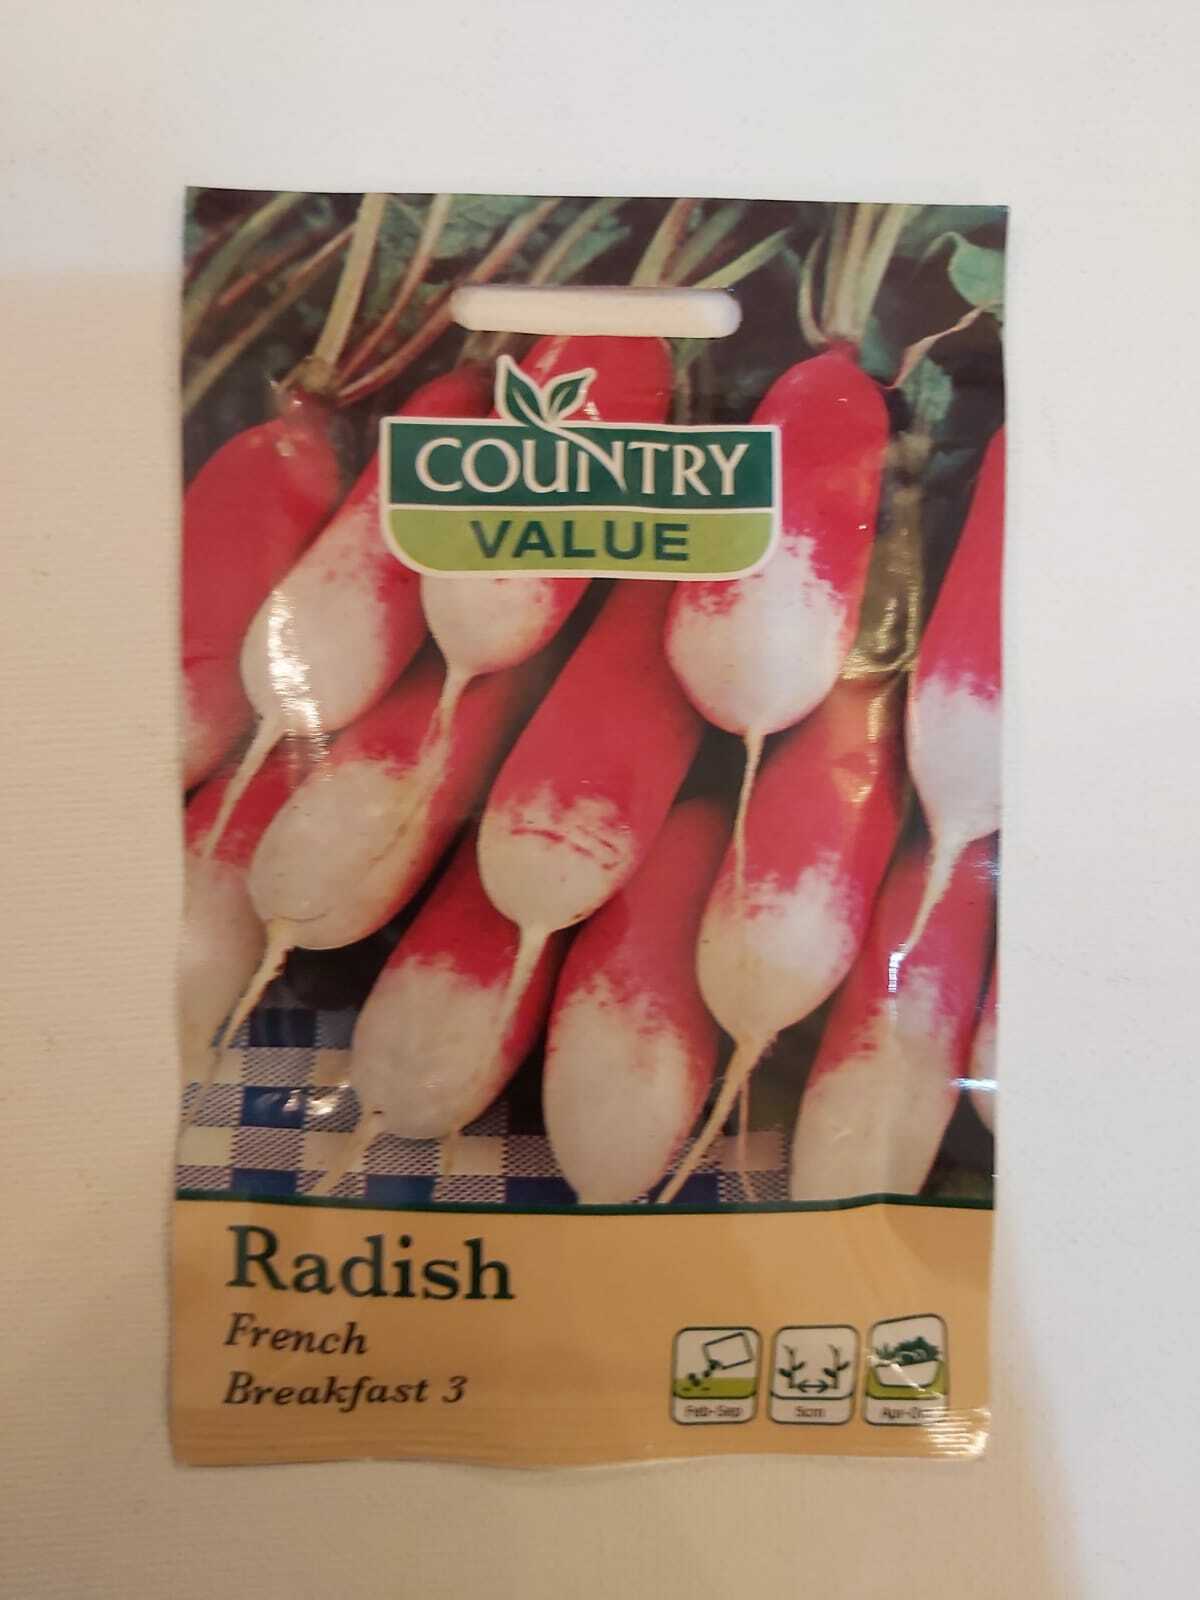 COUNTRY
VALUE
Radish
French
Breakfast 3
Feb-Sep 5cm